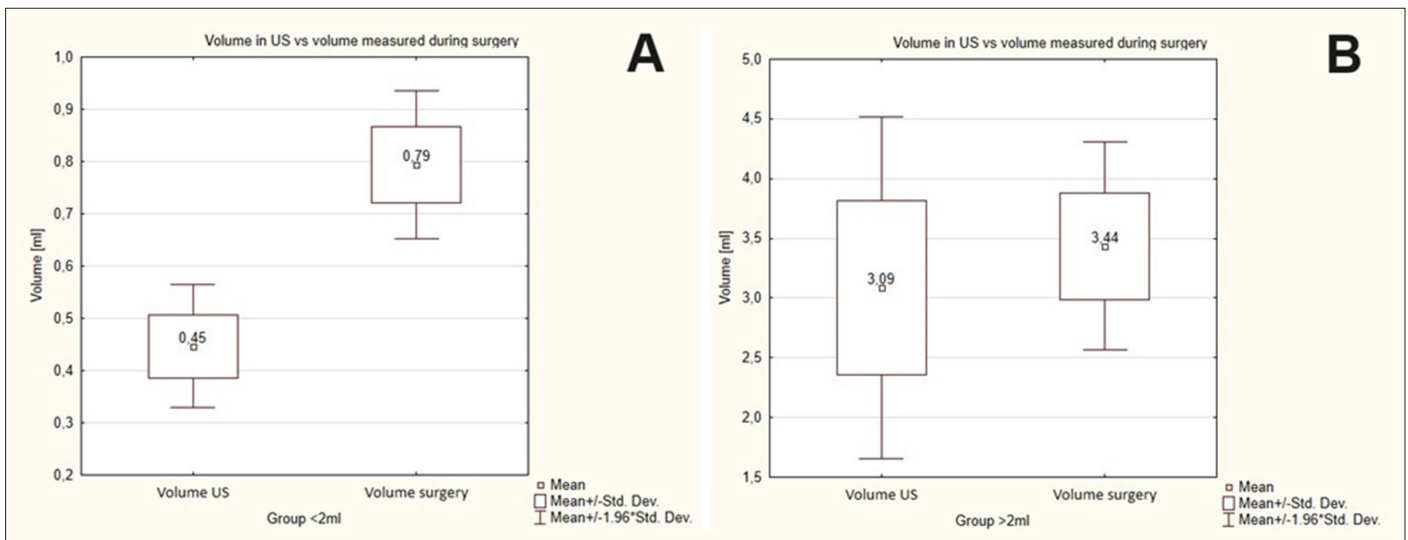 Volume in US vs volume measured during surgery
A
1,0
0,9
0,8
0,7
0,6
0,5
0,4
0,3
0,2
Volume [ml]
0,79
0,45
Volume US
Volume surgery
Group <2ml
Mean
Mean+/-Std. Dev.
Mean+/-1.96*Std. Dev.
Volume in US vs volume measured during surgery
B
5,0
4,5
4,0
3,5
3,0
2,5
2,0
1,5
Volume [ml]
3,09
3,44
Volume US
Volume surgery
Group >2ml
Mean
Mean+/-Std. Dev.
Mean+/-1.96*Std. Dev.